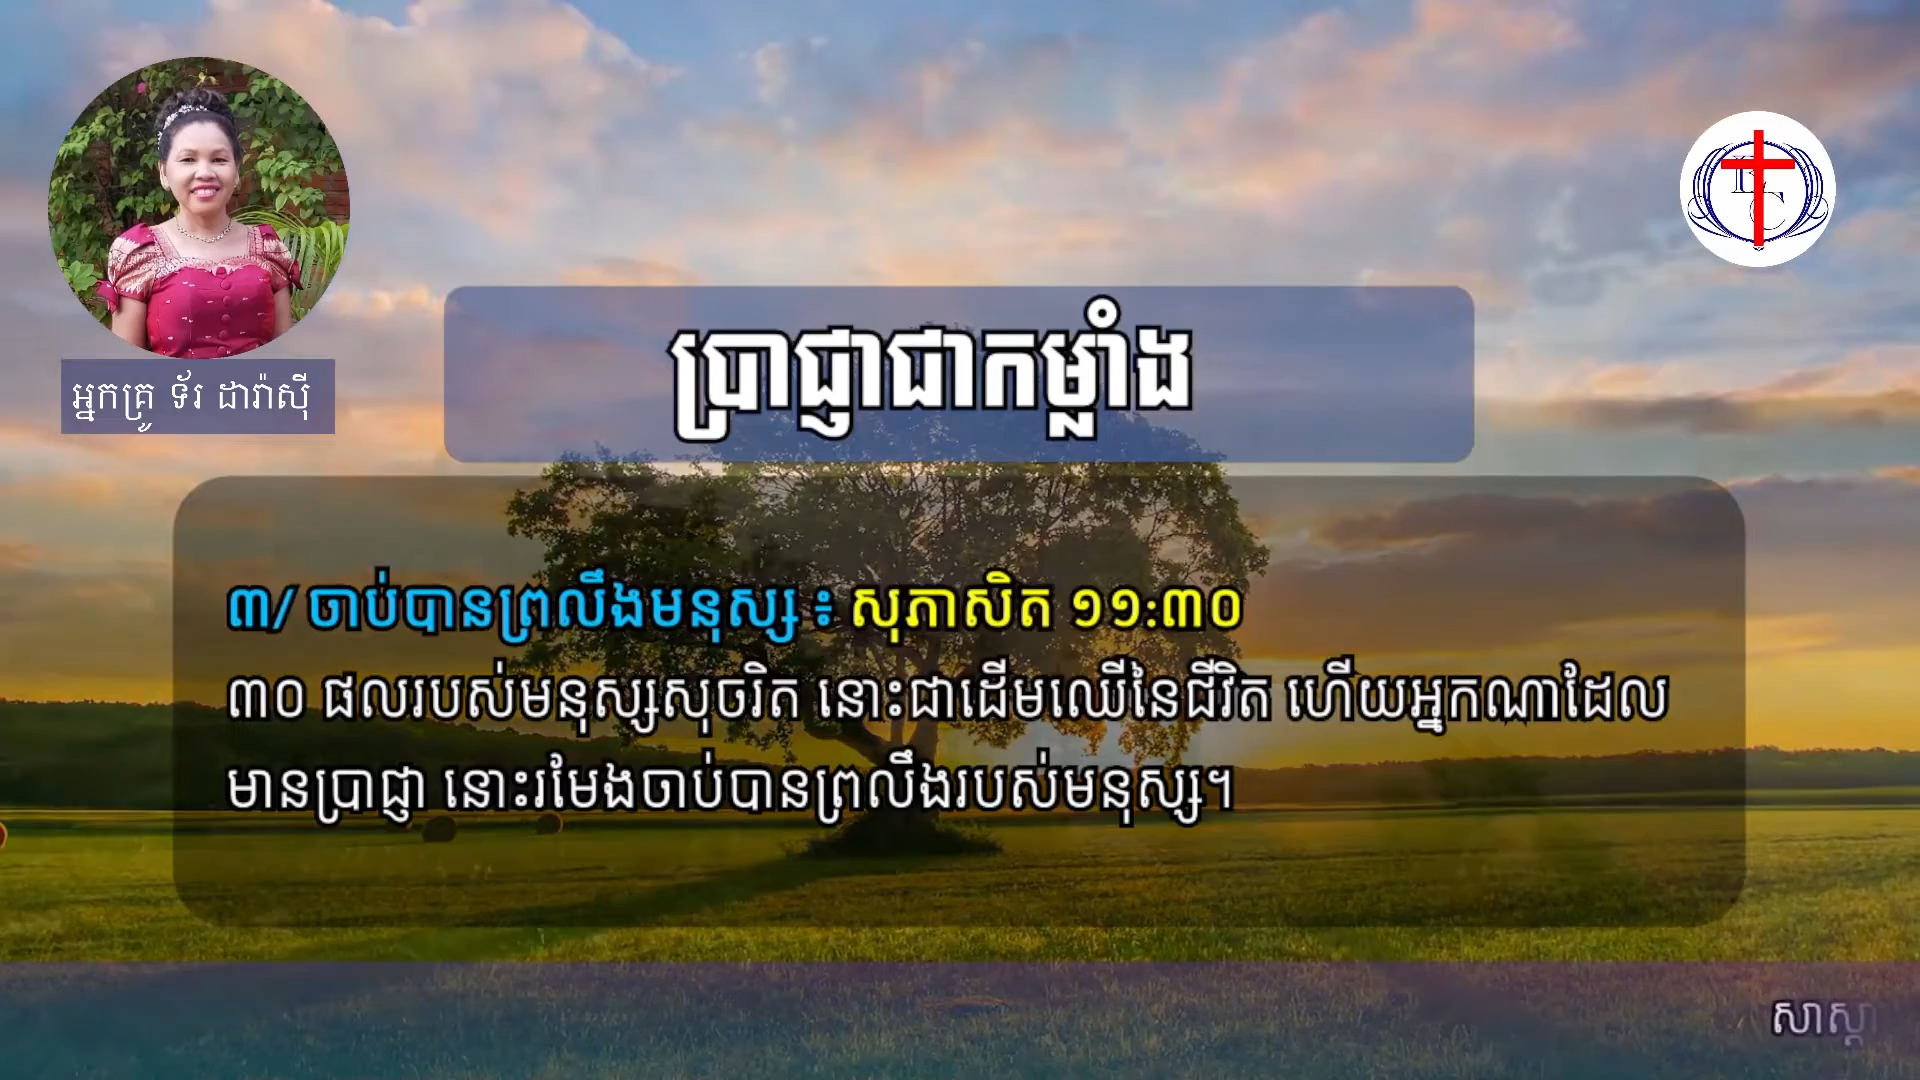 អ្នកគ្រូ ទ័រ ដារ៉ាស៊ី
ប្រាជ្ញាជាកម្លាំង
៣/ ចាប់បានព្រលឹងមនុស្ស ៖ សុភាសិត ១១:៣០
៣០ ផលរបស់មនុស្សសុចរិត នោះជាដើមឈើនៃជីវិត ហើយអ្នកណាដែល
មានប្រាជ្ញា នោះរមែងចាប់បានព្រលឹងរបស់មនុស្ស។